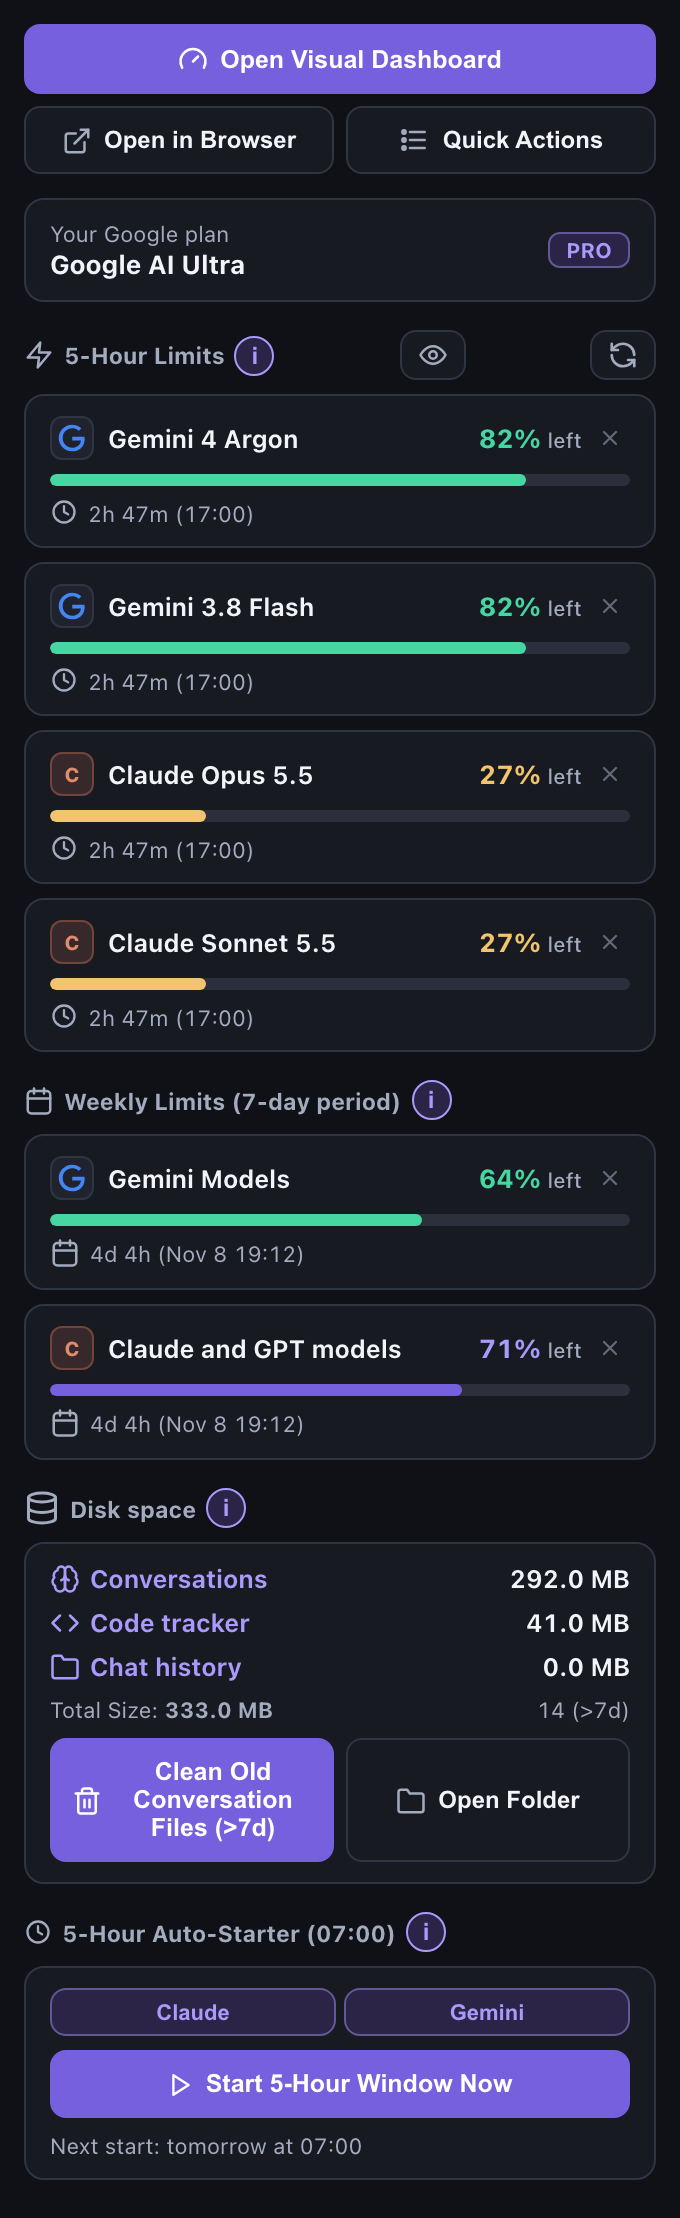 Open Visual Dashboard
Open in Browser
Quick Actions
Your Google plan
Google AI Ultra
PRO
5-Hour Limits
i
G
Gemini 4 Argon
82% left
2h 47m (17:00)
G
Gemini 3.8 Flash
82% left
2h 47m (17:00)
C
Claude Opus 5.5
27% left
2h 47m (17:00)
C
Claude Sonnet 5.5
27% left
2h 47m (17:00)
Weekly Limits (7-day period)
i
G
Gemini Models
64% left
4d 4h (Nov 8 19:12)
C
Claude and GPT models
71% left
4d 4h (Nov 8 19:12)
Disk space
i
Conversations
292.0 MB
Code tracker
41.0 MB
Chat history
0.0 MB
Total Size: 333.0 MB
14 (>7d)
Clean Old
Conversation
Files (>7d)
Open Folder
5-Hour Auto-Starter (07:00)
i
Claude
Gemini
Start 5-Hour Window Now
Next start: tomorrow at 07:00